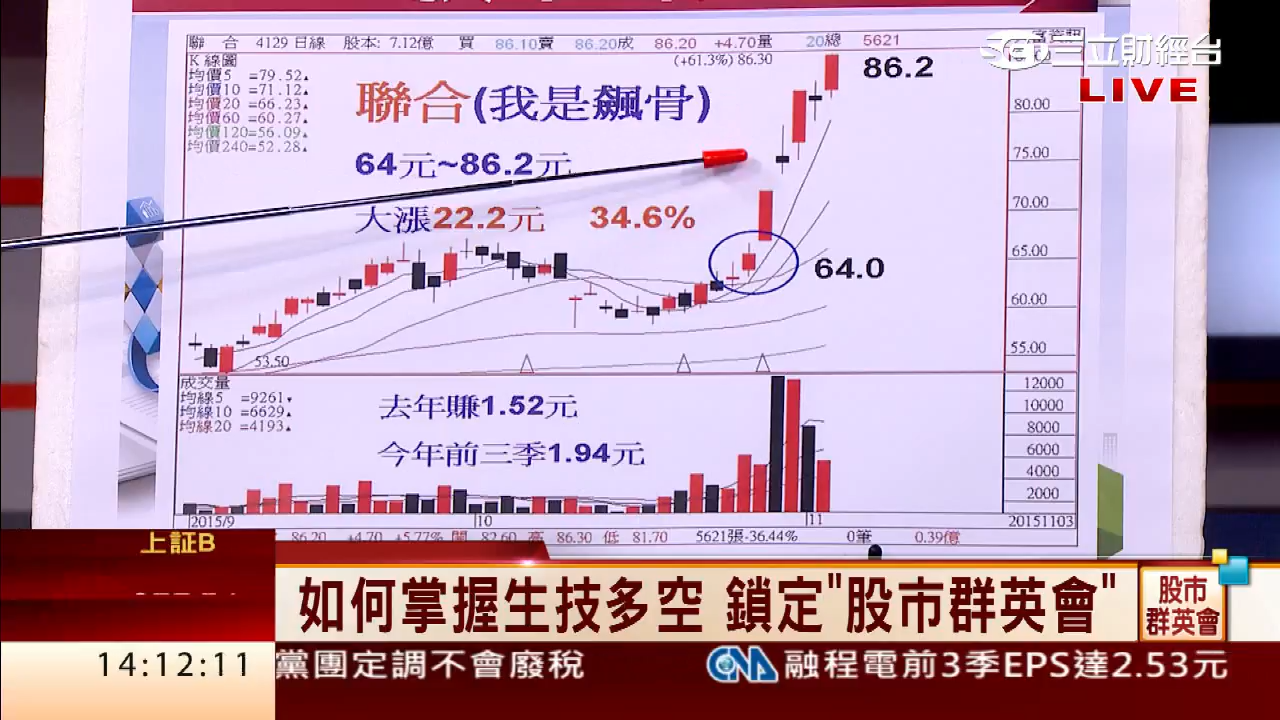 聯 合 4129 日線 股本: 7.12億 買 86.10賣 86.20成 86.20 +4.70量 20總 5621
K 線圖
(+61.3%) 86.30
均價5 =79.52▲
均價10 =71.12▲
均價20 =66.23▲
均價60 =60.27▲
均價120=56.09▲
均價240=52.28▲
聯合(我是飆骨)
64元~86.2元
大漲22.2元 34.6%
86.2
64.0
三立財經台
LIVE
80.00
75.00
70.00
65.00
60.00
55.00
53.50
成交量
均線5 =9261▼
均線10 =6629▲
均線20 =4193▲
去年賺1.52元
今年前三季1.94元
12000
10000
8000
6000
4000
2000
2015/9 10 11 20151103
86.20 +4.70 +5.77% 開 82.60 高 86.30 低 81.70 5621張-36.44% 0筆 0.39億
上証B
如何掌握生技多空 鎖定"股市群英會"
股市
群英會
14:12:11
黨團定調不會廢稅 CNA 融程電前3季EPS達2.53元